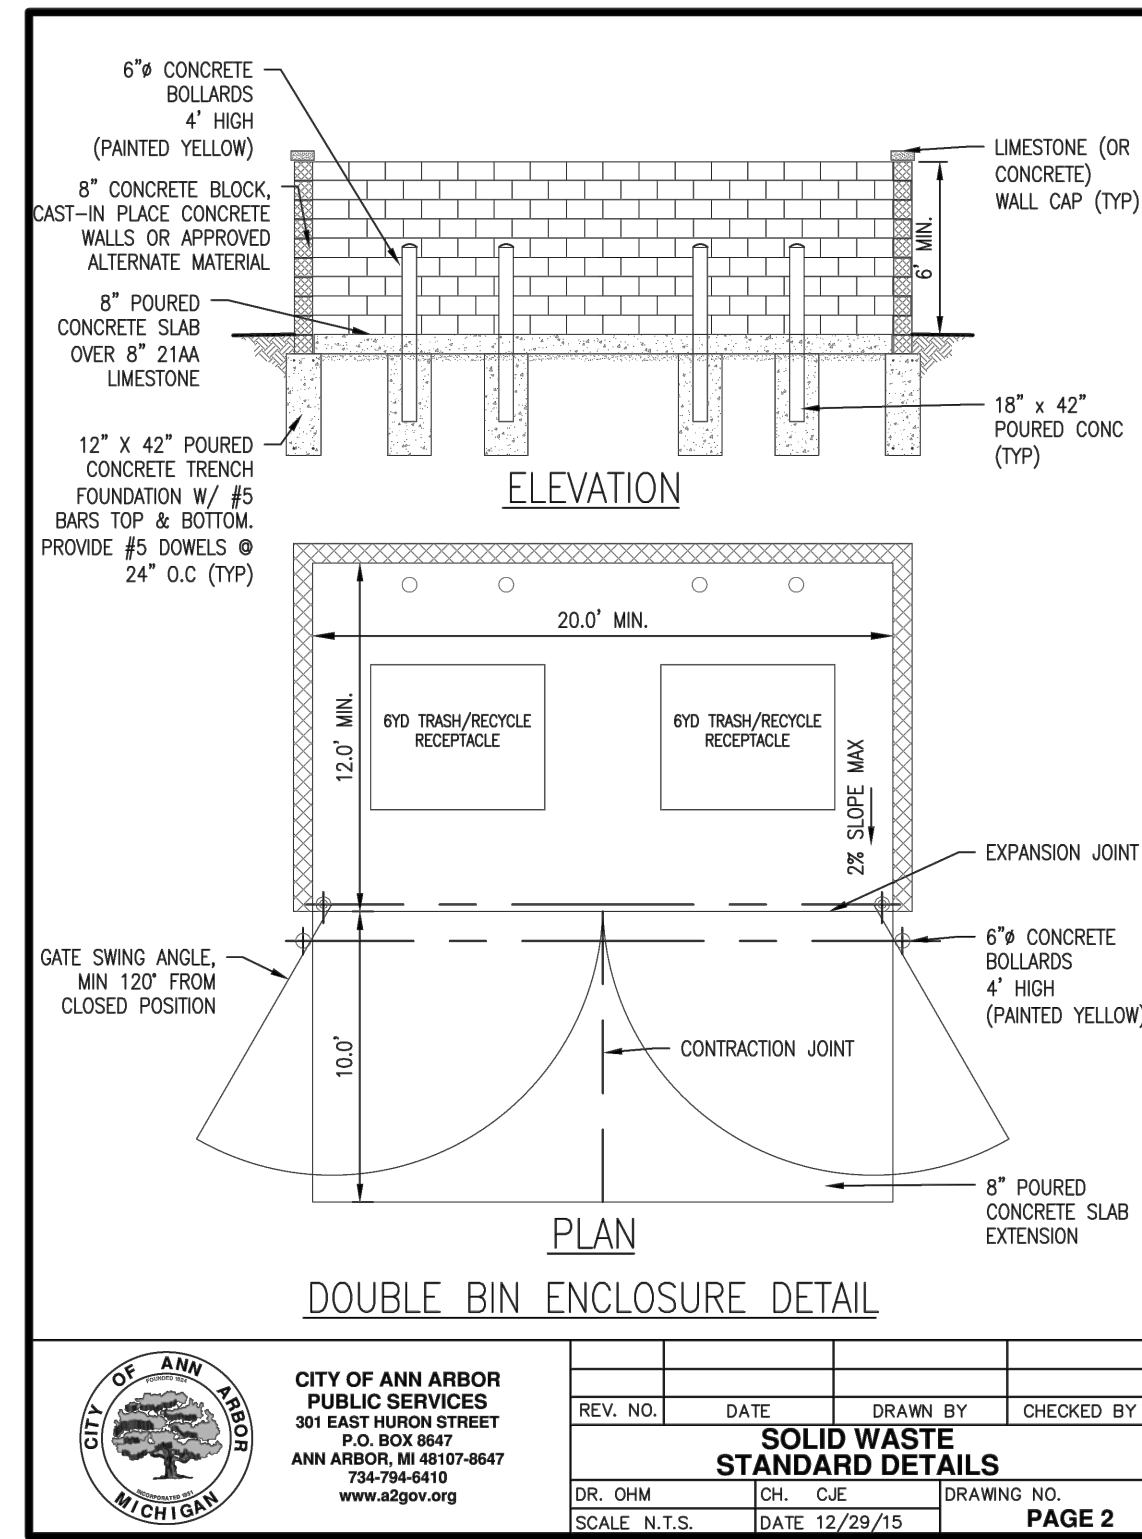 6"ø CONCRETE
BOLLARDS
4' HIGH
(PAINTED YELLOW)
8" CONCRETE BLOCK,
CAST-IN PLACE CONCRETE
WALLS OR APPROVED
ALTERNATE MATERIAL
8" POURED
CONCRETE SLAB
OVER 8" 21AA
LIMESTONE
12" X 42" POURED
CONCRETE TRENCH
FOUNDATION W/ #5
BARS TOP & BOTTOM.
PROVIDE #5 DOWELS @
24" O.C (TYP)
LIMESTONE (OR
CONCRETE)
WALL CAP (TYP)
6' MIN.
18" x 42"
POURED CONC
(TYP)
ELEVATION
20.0' MIN.
12.0' MIN.
6YD TRASH/RECYCLE
RECEPTACLE
6YD TRASH/RECYCLE
RECEPTACLE
2% SLOPE MAX
EXPANSION JOINT
6"ø CONCRETE
BOLLARDS
4' HIGH
(PAINTED YELLOW)
GATE SWING ANGLE,
MIN 120° FROM
CLOSED POSITION
10.0'
CONTRACTION JOINT
8" POURED
CONCRETE SLAB
EXTENSION
PLAN
DOUBLE BIN ENCLOSURE DETAIL
CITY OF ANN ARBOR
MICHIGAN
FOUNDED 1824
INCORPORATED 1851
CITY OF ANN ARBOR
PUBLIC SERVICES
301 EAST HURON STREET
P.O. BOX 8647
ANN ARBOR, MI 48107-8647
734-794-6410
www.a2gov.org
REV. NO. DATE DRAWN BY CHECKED BY
SOLID WASTE
STANDARD DETAILS
DR. OHM CH. CJE DRAWING NO.
SCALE N.T.S. DATE 12/29/15 PAGE 2